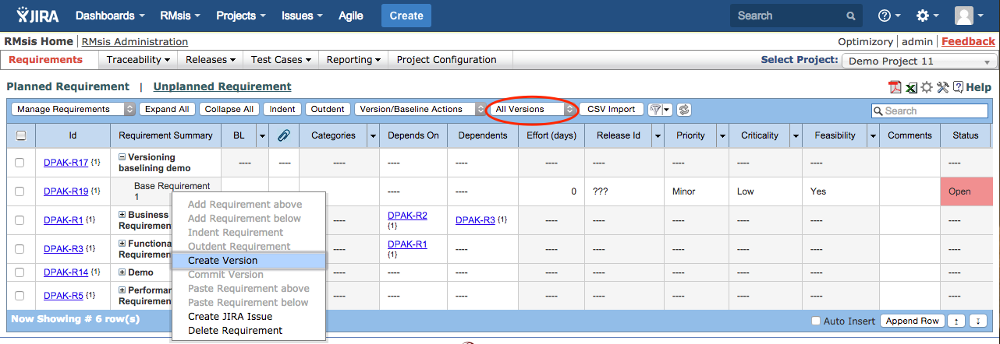 JIRA Dashboards RMsis Projects Issues Agile Create Search
RMsis Home RMsis Administration Optimizory admin Feedback
Requirements Traceability Releases Test Cases Reporting Project Configuration Select Project: Demo Project 11
Planned Requirement | Unplanned Requirement Help
Manage Requirements Expand All Collapse All Indent Outdent Version/Baseline Actions All Versions CSV Import Search
Id Requirement Summary BL Categories Depends On Dependents Effort (days) Release Id Priority Criticality Feasibility Comments Status
DPAK-R17 {1} Versioning baselining demo ---- ---- ---- ---- ---- ---- ---- ---- ---- ---- ----
DPAK-R19 {1} Base Requirement 1 ---- ---- 0 ??? Minor Low Yes Open
DPAK-R1 {1} Business Requiremen ---- DPAK-R2 {1} DPAK-R3 {1} ---- ---- ---- ---- ---- ----
DPAK-R3 {1} Functiona Requiremen ---- DPAK-R1 {1} ---- ---- ---- ---- ---- ---- ----
DPAK-R14 {1} Demo ---- ---- ---- ---- ---- ---- ---- ---- ----
DPAK-R5 {1} Performan Requiremen ---- ---- ---- ---- ---- ---- ---- ---- ----
Add Requirement above
Add Requirement below
Indent Requirement
Outdent Requirement
Create Version
Commit Version
Paste Requirement above
Paste Requirement below
Create JIRA Issue
Delete Requirement
Now Showing # 6 row(s) Auto Insert Append Row